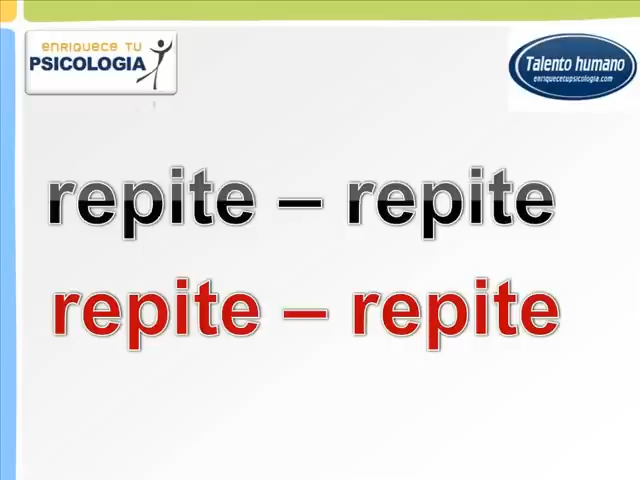 enriquece tu
PSICOLOGIA
Talento humano
enriquecetupsicologia.com
repite – repite
repite – repite